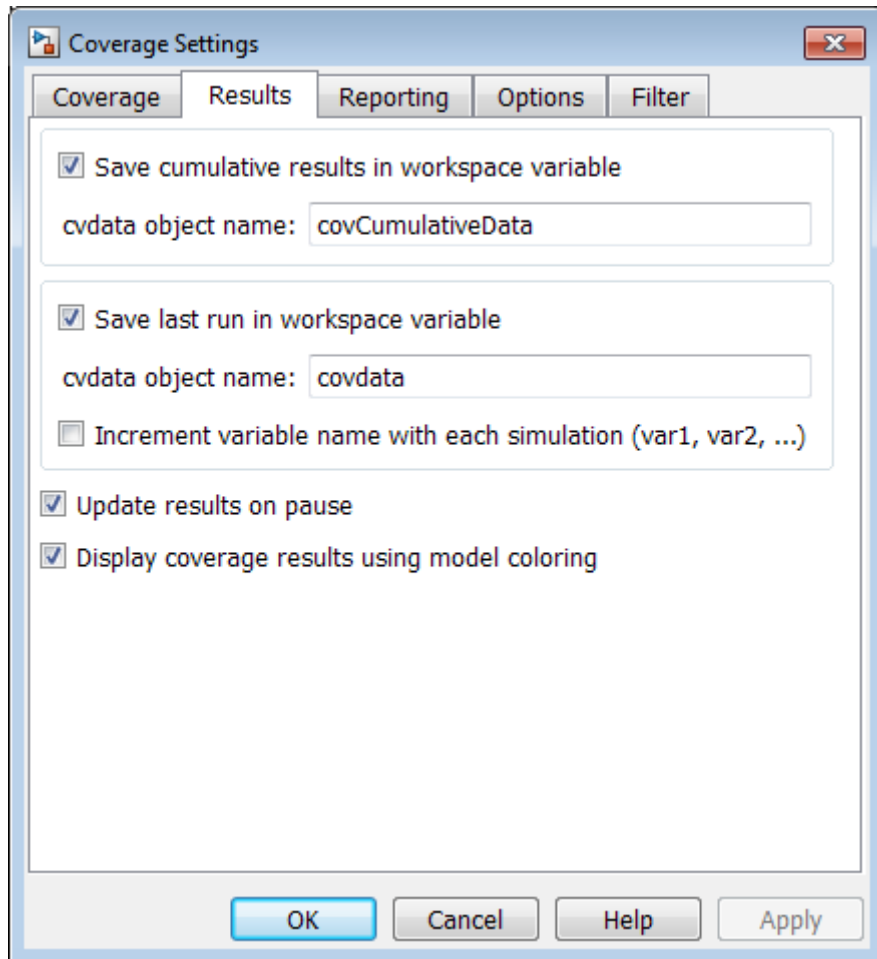 Coverage Settings
Coverage Results Reporting Options Filter
Save cumulative results in workspace variable
cvdata object name: covCumulativeData
Save last run in workspace variable
cvdata object name: covdata
Increment variable name with each simulation (var1, var2, ...)
Update results on pause
Display coverage results using model coloring
OK Cancel Help Apply